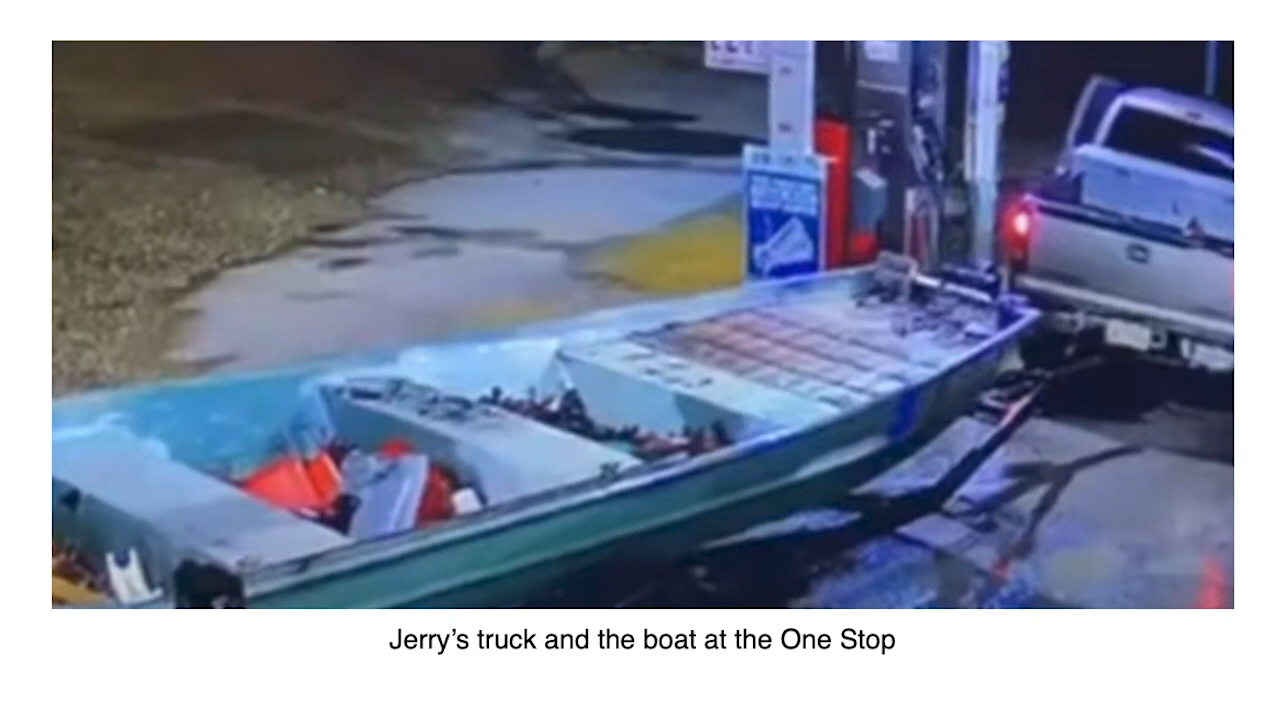 Jerry’s truck and the boat at the One Stop